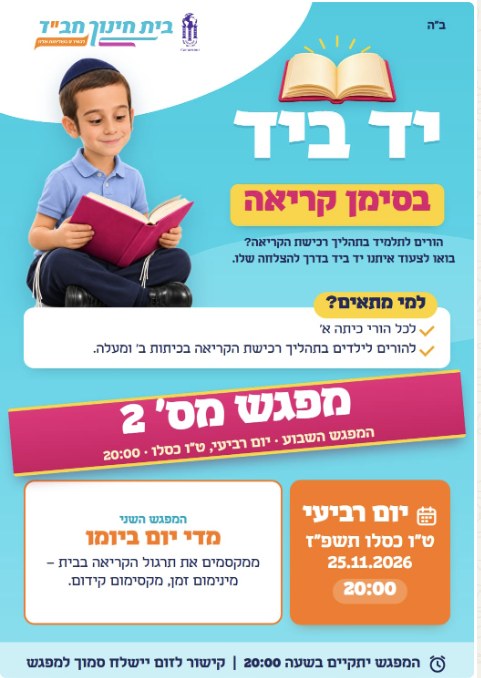 ב"ה
בית חינוך חב"ד
יד ביד
בסימן קריאה
הורים לתלמיד בתהליך רכישת הקריאה?
בואו לצעוד איתנו יד ביד בדרך להצלחה שלו.
למי מתאים?
לכל הורי כיתה א'
להורים לילדים בתהליך רכישת הקריאה בכיתות ב' ומעלה.
מפגש מס' 2
המפגש השבוע · יום רביעי, ט"ו כסלו · 20:00
יום רביעי
ט"ו כסלו תשפ"ז
25.11.2026
20:00
המפגש השני
מדי יום ביומו
ממקסמים את תרגול הקריאה בבית –
מינימום זמן, מקסימום קידום.
המפגש יתקיים בשעה 20:00 | קישור לזום יישלח סמוך למפגש